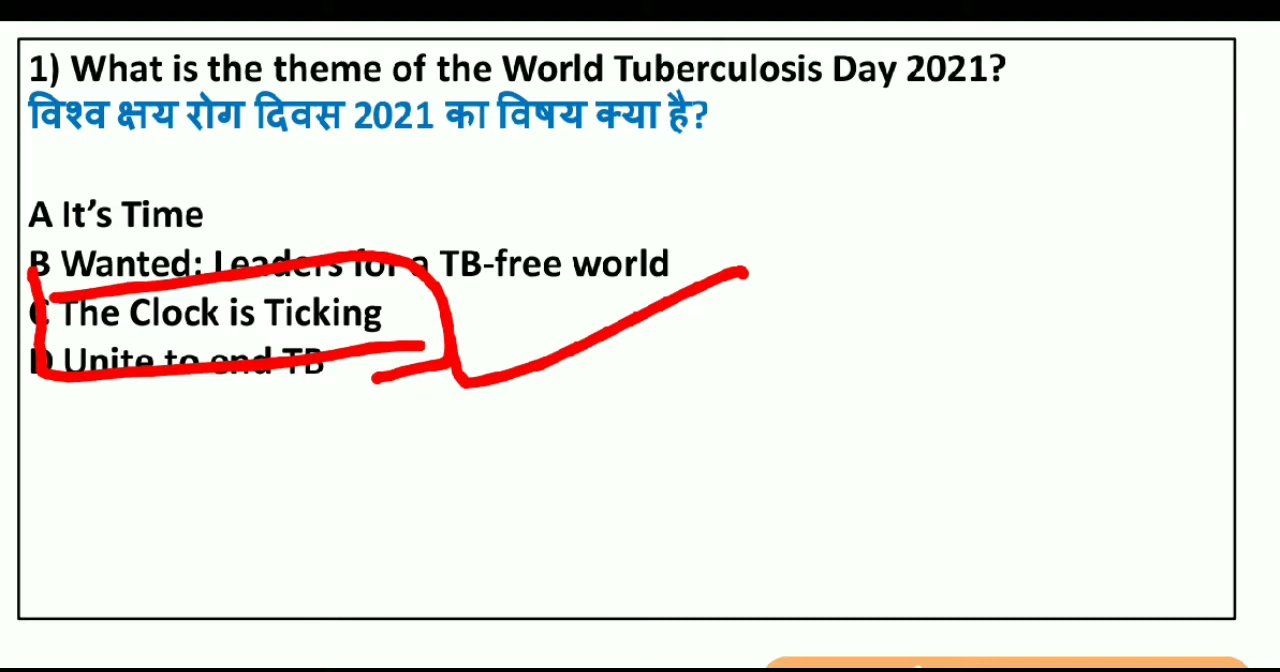 1) What is the theme of the World Tuberculosis Day 2021?
विश्व क्षय रोग दिवस 2021 का विषय क्या है?
A It’s Time
B Wanted: Leaders for a TB-free world
C The Clock is Ticking
D Unite to end TB